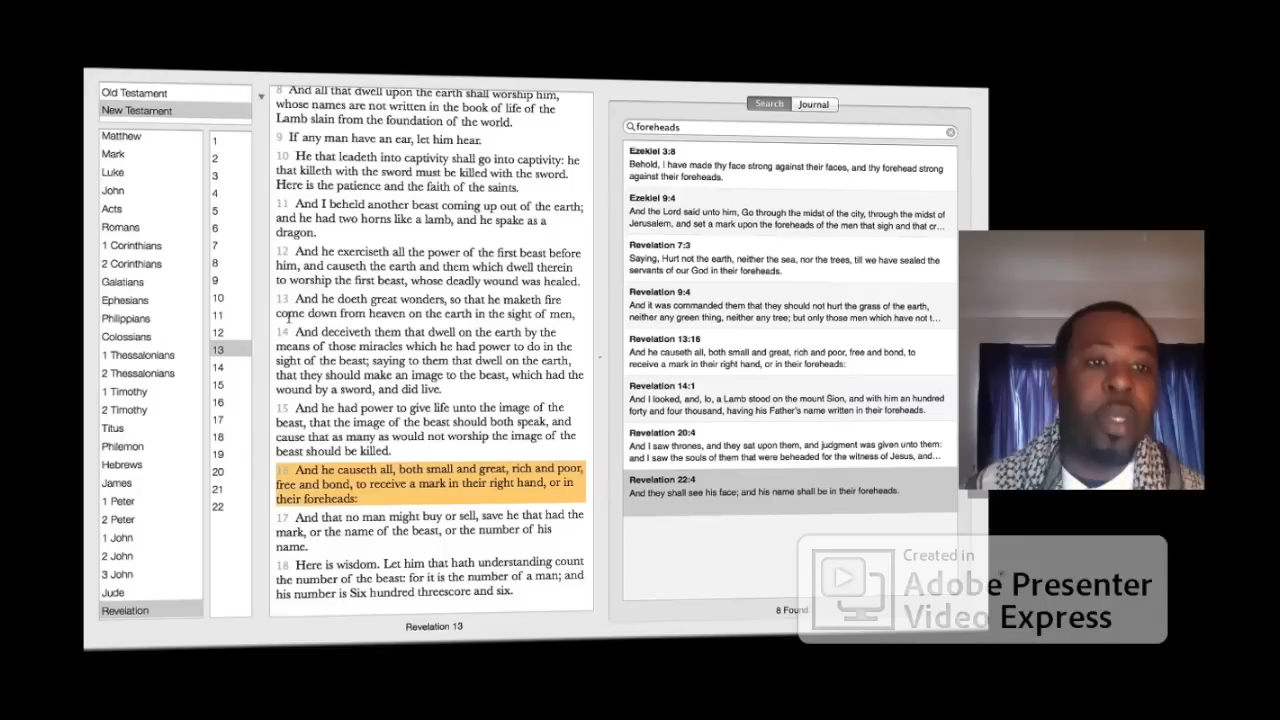 Old Testament
New Testament
Matthew
Mark
Luke
John
Acts
Romans
1 Corinthians
2 Corinthians
Galatians
Ephesians
Philippians
Colossians
1 Thessalonians
2 Thessalonians
1 Timothy
2 Timothy
Titus
Philemon
Hebrews
James
1 Peter
2 Peter
1 John
2 John
3 John
Jude
Revelation
1
2
3
4
5
6
7
8
9
10
11
12
13
14
15
16
17
18
19
20
21
22
8 And all that dwell upon the earth shall worship him,
whose names are not written in the book of life of the
Lamb slain from the foundation of the world.
9 If any man have an ear, let him hear.
10 He that leadeth into captivity shall go into captivity: he
that killeth with the sword must be killed with the sword.
Here is the patience and the faith of the saints.
11 And I beheld another beast coming up out of the earth;
and he had two horns like a lamb, and he spake as a
dragon.
12 And he exerciseth all the power of the first beast before
him, and causeth the earth and them which dwell therein
to worship the first beast, whose deadly wound was healed.
13 And he doeth great wonders, so that he maketh fire
come down from heaven on the earth in the sight of men,
14 And deceiveth them that dwell on the earth by the
means of those miracles which he had power to do in the
sight of the beast; saying to them that dwell on the earth,
that they should make an image to the beast, which had the
wound by a sword, and did live.
15 And he had power to give life unto the image of the
beast, that the image of the beast should both speak, and
cause that as many as would not worship the image of the
beast should be killed.
16 And he causeth all, both small and great, rich and poor,
free and bond, to receive a mark in their right hand, or in
their foreheads:
17 And that no man might buy or sell, save he that had the
mark, or the name of the beast, or the number of his
name.
18 Here is wisdom. Let him that hath understanding count
the number of the beast: for it is the number of a man; and
his number is Six hundred threescore and six.
Revelation 13
Search Journal
foreheads
Ezekiel 3:8
Behold, I have made thy face strong against their faces, and thy forehead strong
against their foreheads.
Ezekiel 9:4
And the Lord said unto him, Go through the midst of the city, through the midst of
Jerusalem, and set a mark upon the foreheads of the men that sigh and that cr...
Revelation 7:3
Saying, Hurt not the earth, neither the sea, nor the trees, till we have sealed the
servants of our God in their foreheads.
Revelation 9:4
And it was commanded them that they should not hurt the grass of the earth,
neither any green thing, neither any tree; but only those men which have not t...
Revelation 13:16
And he causeth all, both small and great, rich and poor, free and bond, to
receive a mark in their right hand, or in their foreheads:
Revelation 14:1
And I looked, and, lo, a Lamb stood on the mount Sion, and with him an hundred
forty and four thousand, having his Father's name written in their foreheads.
Revelation 20:4
And I saw thrones, and they sat upon them, and judgment was given unto them:
and I saw the souls of them that were beheaded for the witness of Jesus, and...
Revelation 22:4
And they shall see his face; and his name shall be in their foreheads.
8 Found
Created in
Adobe Presenter
Video Express